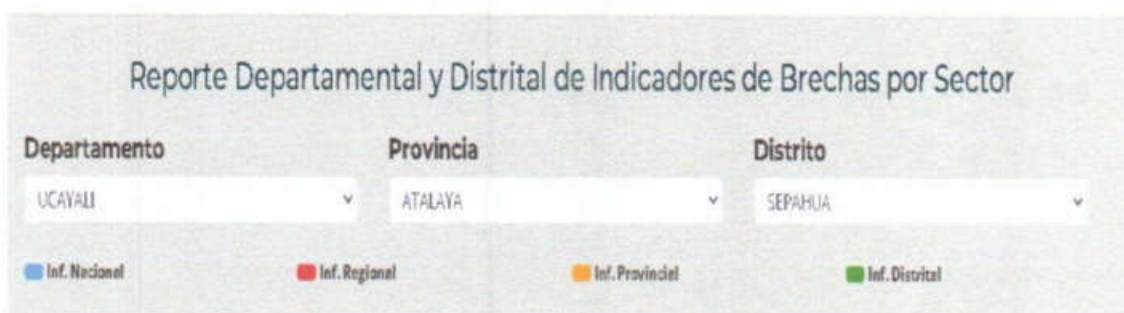 Reporte Departamental y Distrital de Indicadores de Brechas por Sector
Departamento Provincia Distrito
UCAYALI ATALAYA SEPAHUA
Inf. Nacional Inf. Regional Inf. Provincial Inf. Distrital